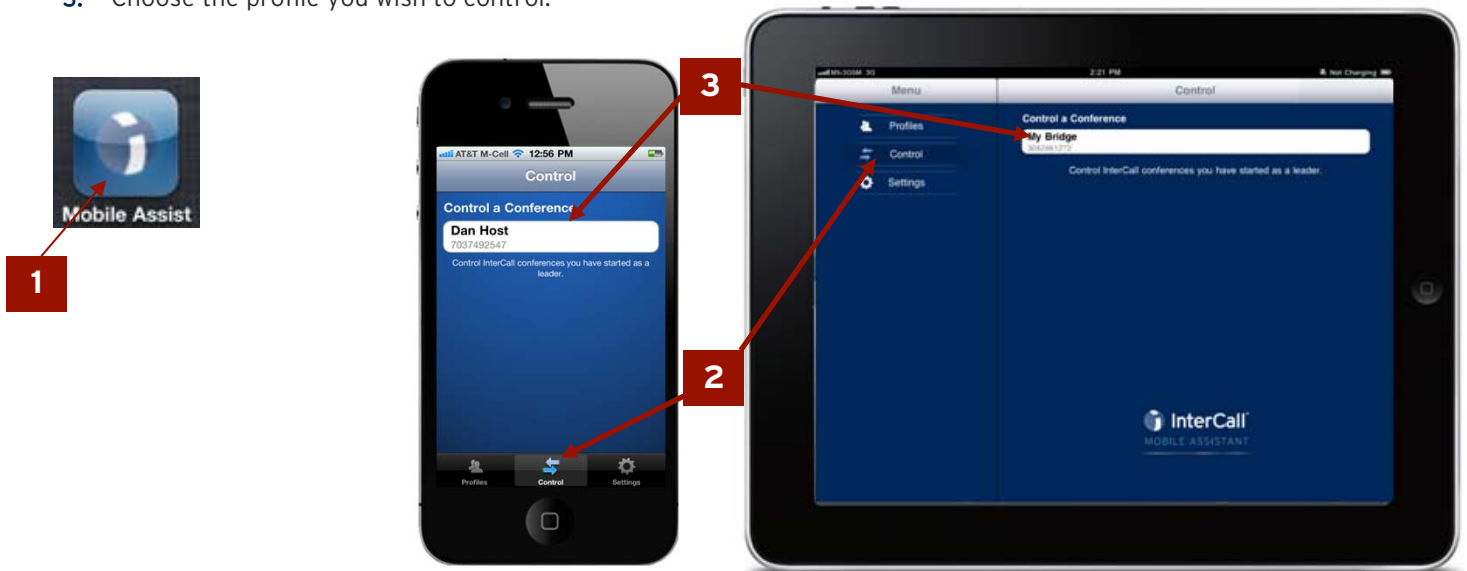 3. Choose the profile you wish to control.
Mobile Assist
1
AT&T M-Cell 12:56 PM
Control
Control a Conference
Dan Host
7037492547
Control InterCall conferences you have started as a
leader.
Profiles Control Settings
3
2
2:21 PM Not Charging
Menu Control
Profiles
Control
Settings
Control a Conference
My Bridge
Control InterCall conferences you have started as a leader.
InterCall
MOBILE ASSISTANT